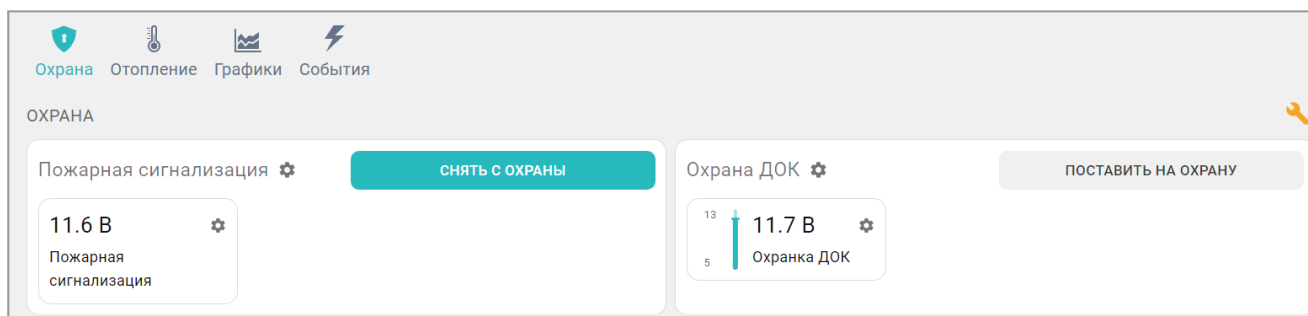 Охрана Отопление Графики События
ОХРАНА
Пожарная сигнализация СНЯТЬ С ОХРАНЫ
11.6 В
Пожарная
сигнализация
Охрана ДОК ПОСТАВИТЬ НА ОХРАНУ
13
11.7 В
Охранка ДОК
5